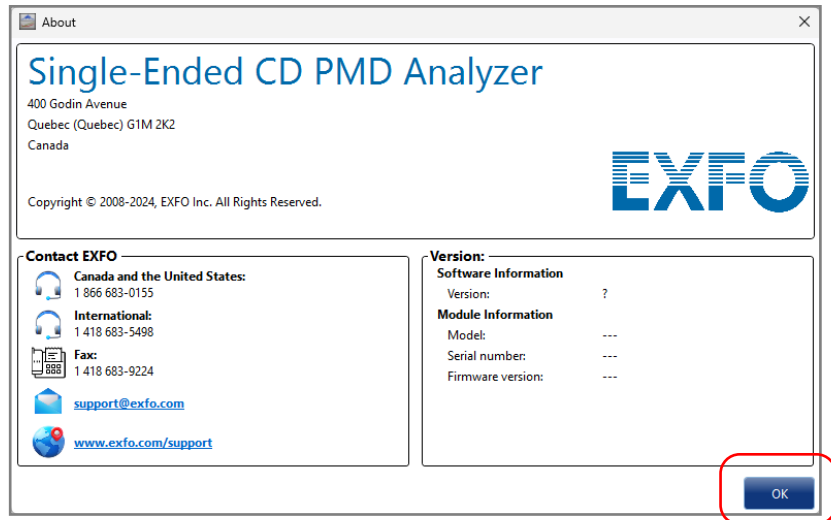 About
Single-Ended CD PMD Analyzer
400 Godin Avenue
Quebec (Quebec) G1M 2K2
Canada
EXFO
Copyright © 2008-2024, EXFO Inc. All Rights Reserved.
Contact EXFO
Canada and the United States:
1 866 683-0155
International:
1 418 683-5498
Fax:
1 418 683-9224
support@exfo.com
www.exfo.com/support
Version:
Software Information
Version: ?
Module Information
Model: ---
Serial number: ---
Firmware version: ---
OK